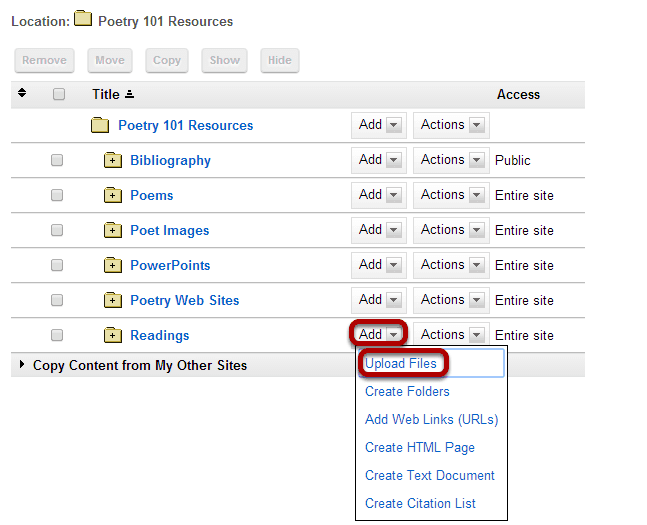 Location: Poetry 101 Resources
Remove Move Copy Show Hide
Title Access
Poetry 101 Resources Add Actions
Bibliography Add Actions Public
Poems Add Actions Entire site
Poet Images Add Actions Entire site
PowerPoints Add Actions Entire site
Poetry Web Sites Add Actions Entire site
Readings Add Actions Entire site
Copy Content from My Other Sites
Upload Files
Create Folders
Add Web Links (URLs)
Create HTML Page
Create Text Document
Create Citation List